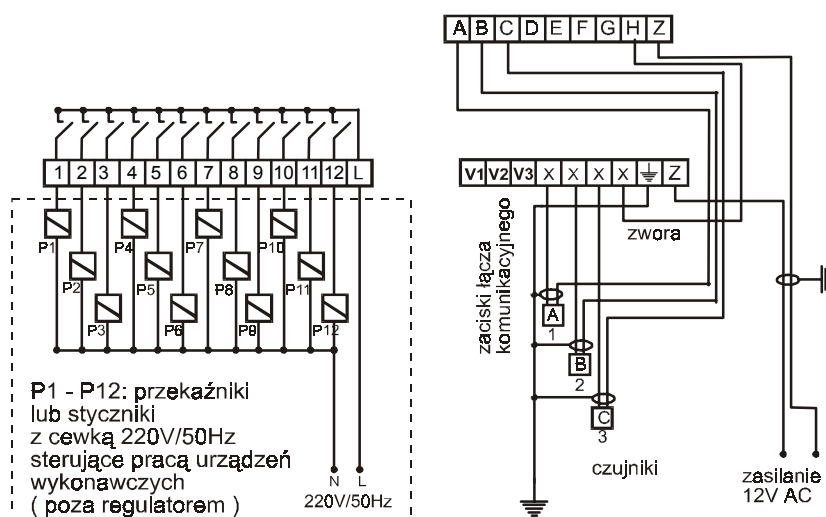 A B C D E F G H Z
1 2 3 4 5 6 7 8 9 10 11 12 L
V1 V2 V3 X X X X Z
zwora
zaciski łącza
komunikacyjnego
P1 P4 P7 P10
P2 P5 P8 P11
P3 P6 P9 P12
A
1
B
2
C
3
czujniki
P1 - P12: przekaźniki
lub styczniki
z cewką 220V/50Hz
sterujące pracą urządzeń
wykonawczych
( poza regulatorem )
N L
220V/50Hz
zasilanie
12V AC